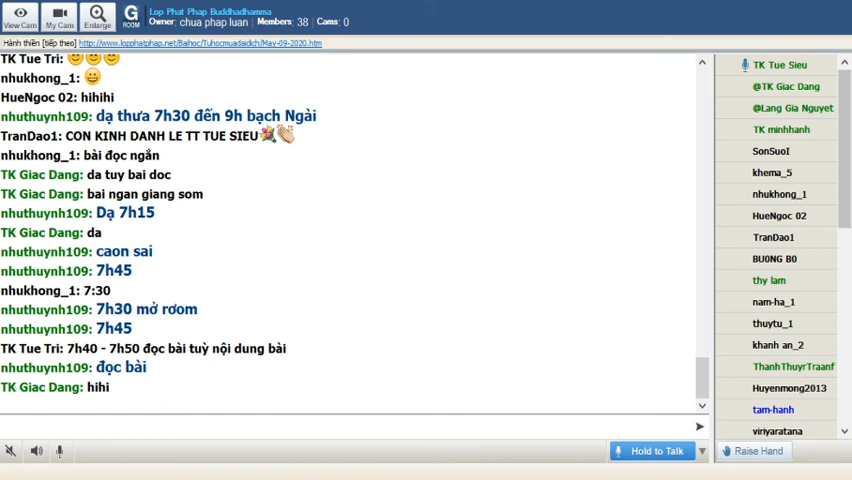 View Cam
My Cam
Enlarge
G
ROOM
Lop Phat Phap Buddhadhamma
Owner: chua phap luan Members: 38 Cams: 0
Hành thiền [tiếp theo] http://www.lopphatphap.net/Baihoc/Tuhocmuadaidich/May-09-2020.htm
TK Tue Tri: 😊😊😊
nhukhong_1: 😀
HueNgoc 02: hihihi
nhuthuynh109: dạ thưa 7h30 đến 9h bạch Ngài
TranDao1: CON KINH DANH LE TT TUE SIEU💐👏
nhukhong_1: bài đọc ngắn
TK Giac Dang: da tuy bai doc
TK Giac Dang: bai ngan giang som
nhuthuynh109: Dạ 7h15
TK Giac Dang: da
nhuthuynh109: caon sai
nhuthuynh109: 7h45
nhukhong_1: 7:30
nhuthuynh109: 7h30 mở rơom
nhuthuynh109: 7h45
TK Tue Tri: 7h40 - 7h50 đọc bài tuỳ nội dung bài
nhuthuynh109: đọc bài
TK Giac Dang: hihi
TK Tue Sieu
@TK Giac Dang
@Lang Gia Nguyet
TK minhhanh
SonSuoI
khema_5
nhukhong_1
HueNgoc 02
TranDao1
BU0NG B0
thy lam
nam-ha_1
thuytu_1
khanh an_2
ThanhThuyrTraanf
Huyenmong2013
tam-hanh
viriyaratana
Hold to Talk
Raise Hand